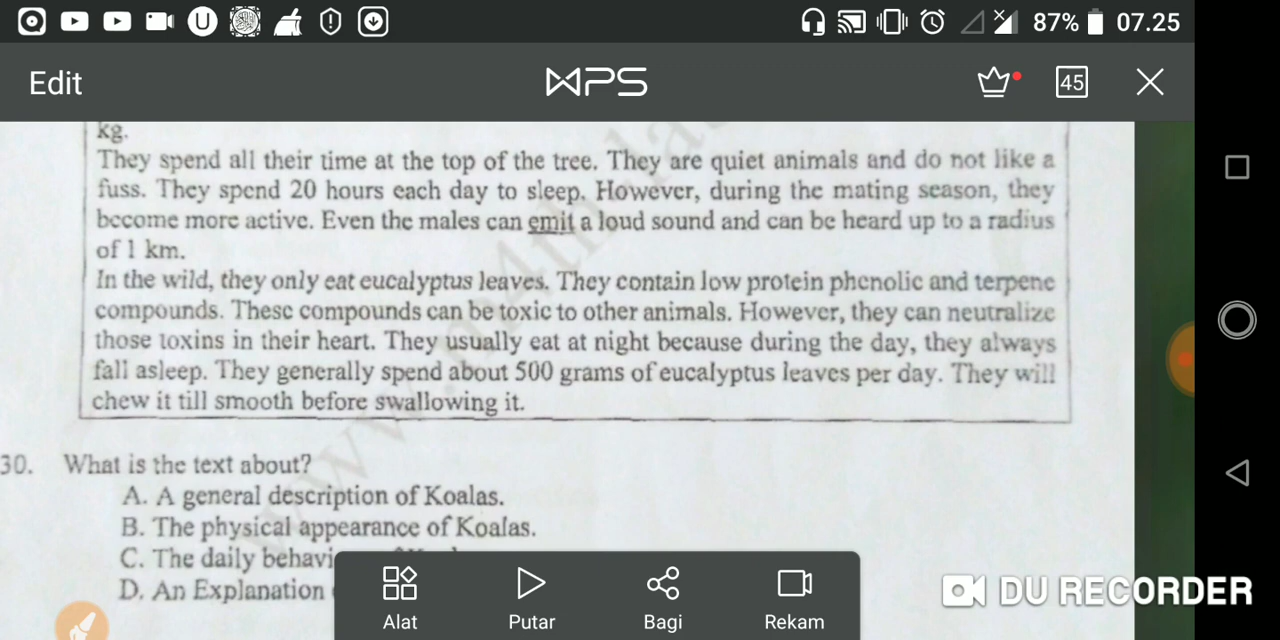 87% 07.25
Edit
WPS
45
kg.
They spend all their time at the top of the tree. They are quiet animals and do not like a
fuss. They spend 20 hours each day to sleep. However, during the mating season, they
become more active. Even the males can emit a loud sound and can be heard up to a radius
of 1 km.
In the wild, they only eat eucalyptus leaves. They contain low protein phenolic and terpene
compounds. These compounds can be toxic to other animals. However, they can neutralize
those toxins in their heart. They usually eat at night because during the day, they always
fall asleep. They generally spend about 500 grams of eucalyptus leaves per day. They will
chew it till smooth before swallowing it.
30. What is the text about?
A. A general description of Koalas.
B. The physical appearance of Koalas.
C. The daily
D. An Explanation
Alat Putar Bagi Rekam
DU RECORDER